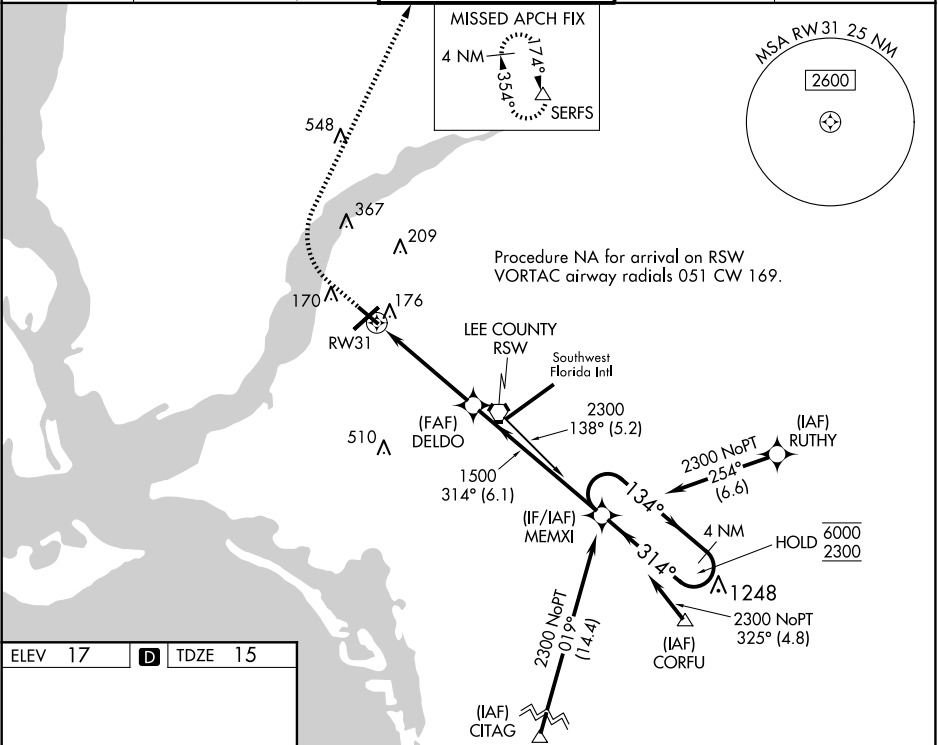 MISSED APCH FIX
4 NM
174°
354°
SERFS
MSA RW31 25 NM
2600
548
367
209
Procedure NA for arrival on RSW
VORTAC airway radials 051 CW 169.
170
176
RW31
LEE COUNTY
RSW
Southwest
Florida Intl
(FAF)
DELDO
2300
138° (5.2)
510
1500
314° (6.1)
(IAF)
RUTHY
2300 NoPT
254°
(6.6)
(IF/IAF)
MEMXI
134°
4 NM
314°
HOLD
6000
2300
1248
2300 NoPT
325° (4.8)
(IAF)
CORFU
2300 NoPT
019°
(14.4)
(IAF)
CITAG
ELEV 17
D
TDZE 15